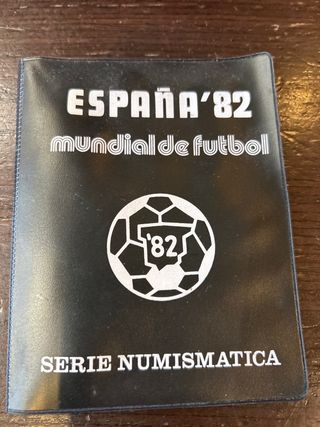 ESPAÑA'82
mundial de futbol
'82
SERIE NUMISMATICA